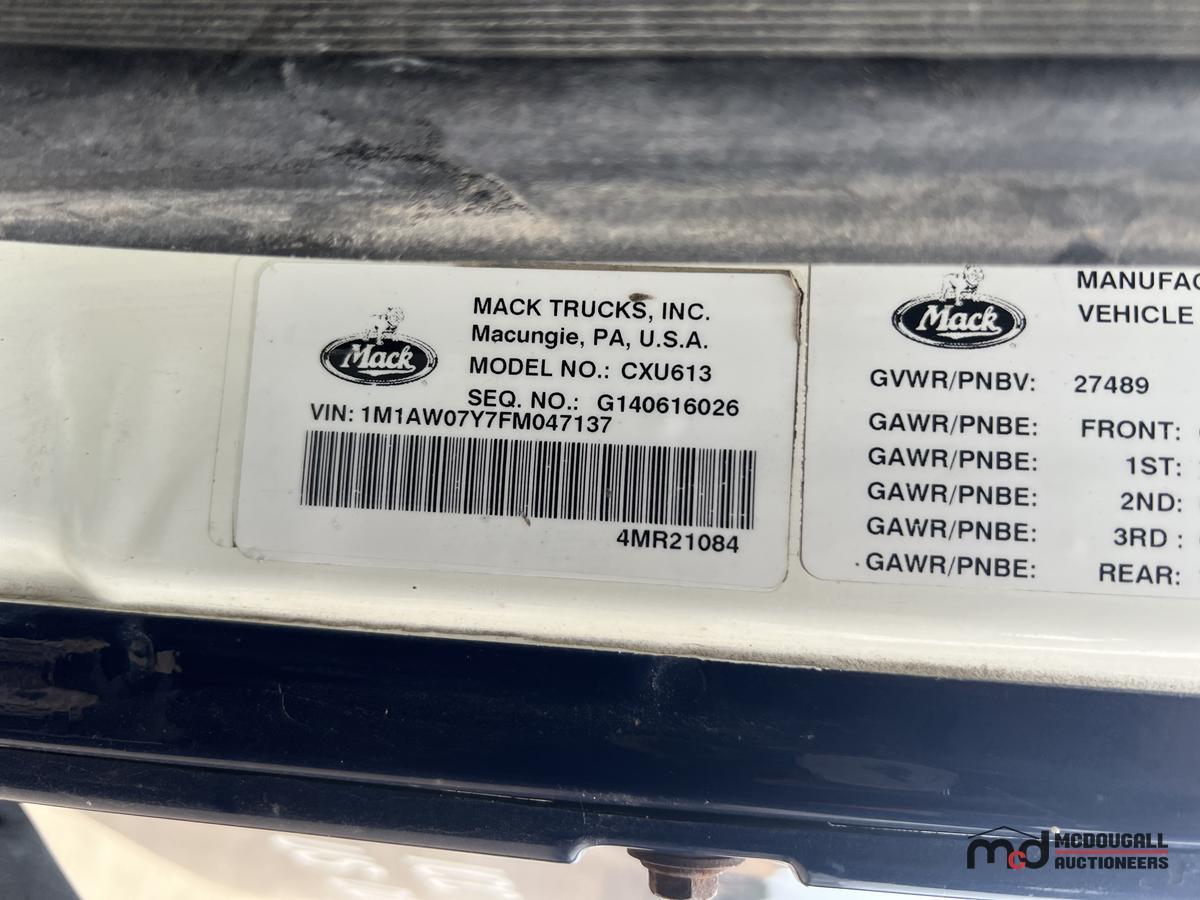 Mack
MACK TRUCKS, INC.
Macungie, PA, U.S.A.
MODEL NO.: CXU613
SEQ. NO.: G140616026
VIN: 1M1AW07Y7FM047137
4MR21084
Mack
MANUFAC
VEHICLE
GVWR/PNBV: 27489
GAWR/PNBE: FRONT:
GAWR/PNBE: 1ST:
GAWR/PNBE: 2ND:
GAWR/PNBE: 3RD :
GAWR/PNBE: REAR:
mcd MCDOUGALL
AUCTIONEERS